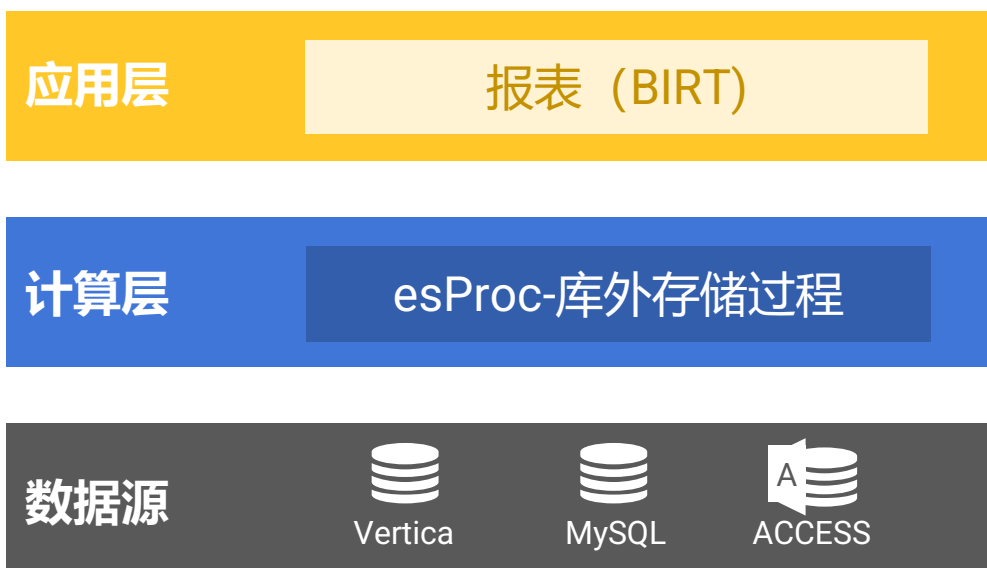 应用层
报表（BIRT)
计算层
esProc-库外存储过程
数据源
A
Vertica
MySQL
ACCESS